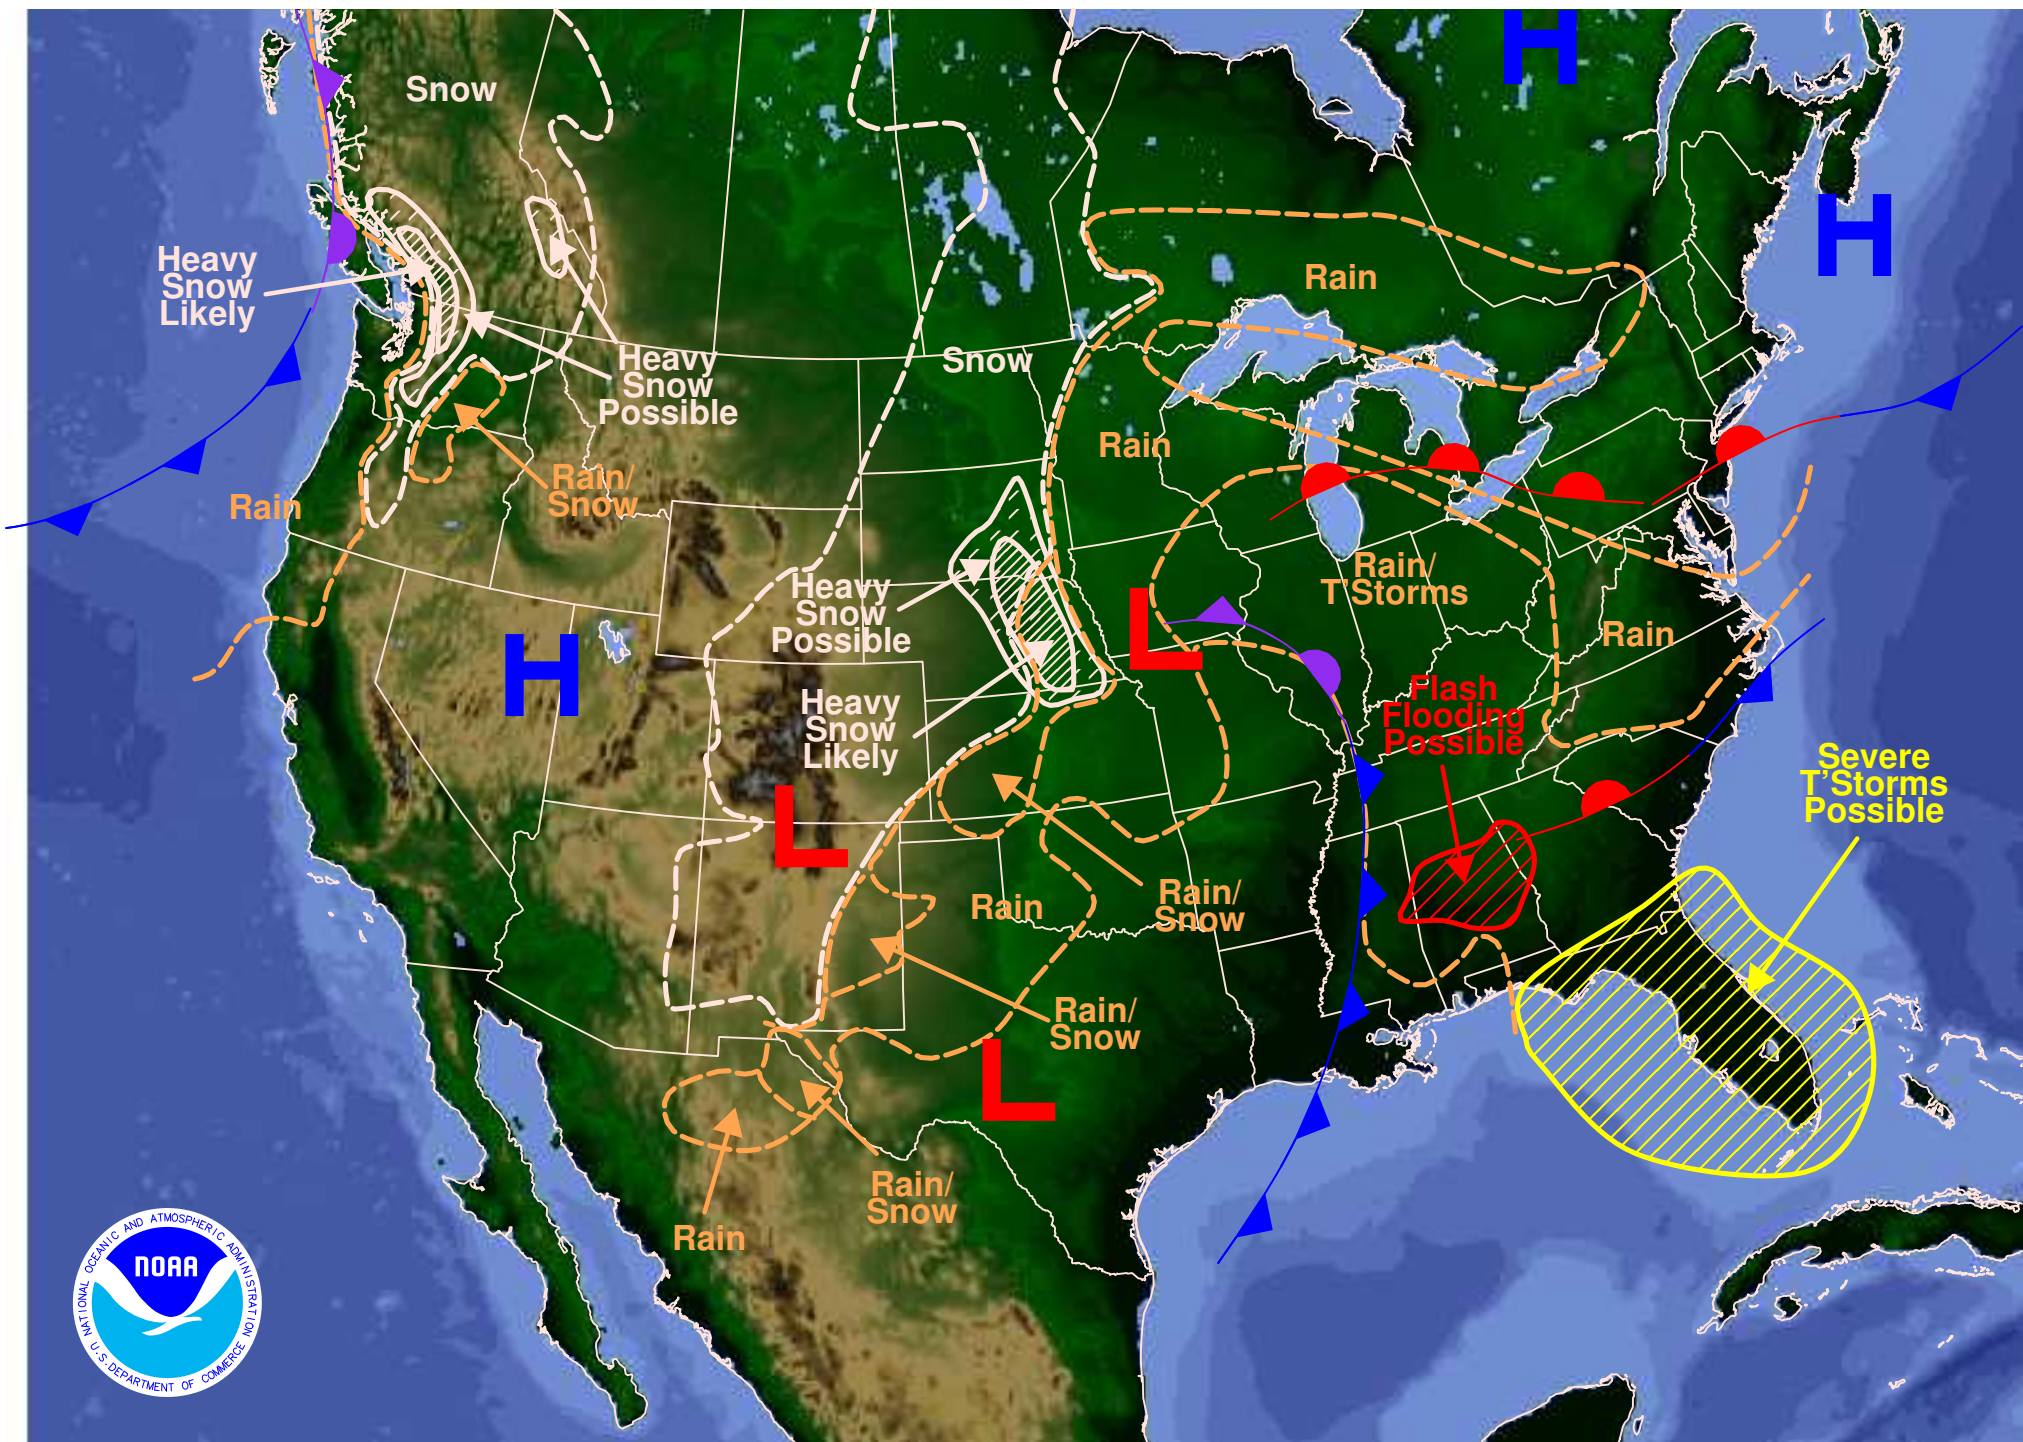 H
Snow
H
Heavy
Snow
Likely
Rain
Heavy
Snow
Possible
Snow
Rain
Rain/
Snow
Rain
Heavy
Snow
Possible
Rain/
T'Storms
L
Rain
H
Heavy
Snow
Likely
Flash
Flooding
Possible
Severe
T'Storms
Possible
L
Rain
Rain/
Snow
Rain/
Snow
L
Rain/
Snow
Rain
NATIONAL OCEANIC AND ATMOSPHERIC ADMINISTRATION
NOAA
U.S. DEPARTMENT OF COMMERCE